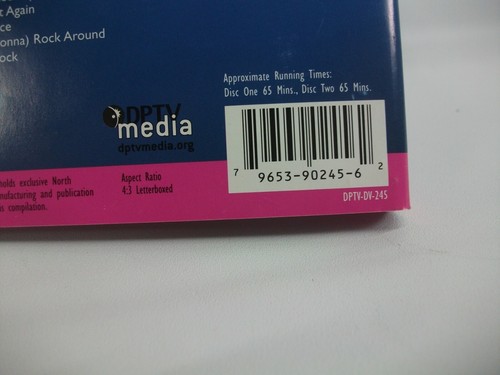 t Again
ce
onna) Rock Around
ock
Approximate Running Times:
Disc One 65 Mins., Disc Two 65 Mins.
DPTV
media
dptvmedia.org
7 9653-90245-6 2
holds exclusive North
nufacturing and publication
is compilation.
Aspect Ratio
4:3 Letterboxed
DPTV-DV-245